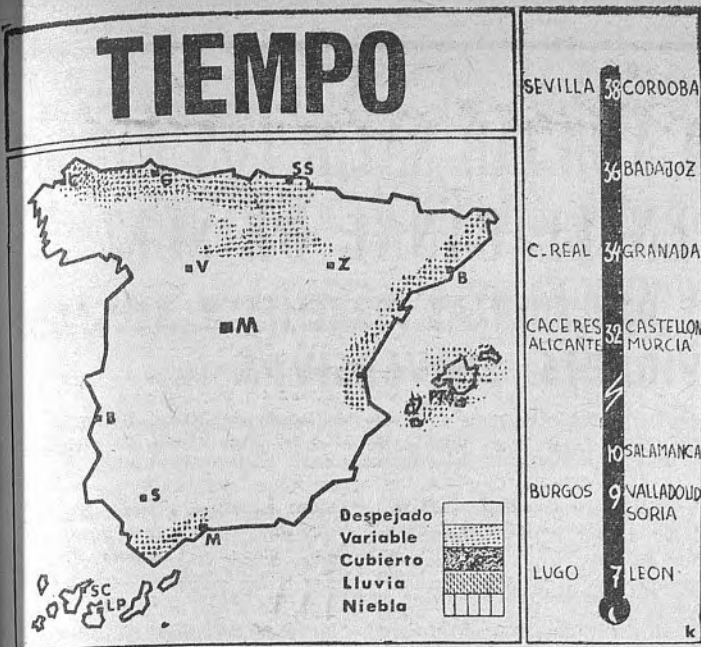 TIEMPO
C
G
SS
V
Z
B
M
B
S
M
SC
LP
Despejado
Variable
Cubierto
Lluvia
Niebla
SEVILLA 38 CORDOBA
36 BADAJOZ
C. REAL 34 GRANADA
CACERES 32 CASTELLON
ALICANTE MURCIA
10 SALAMANCA
BURGOS 9 VALLADOLID
SORIA
LUGO 7 LEON
k